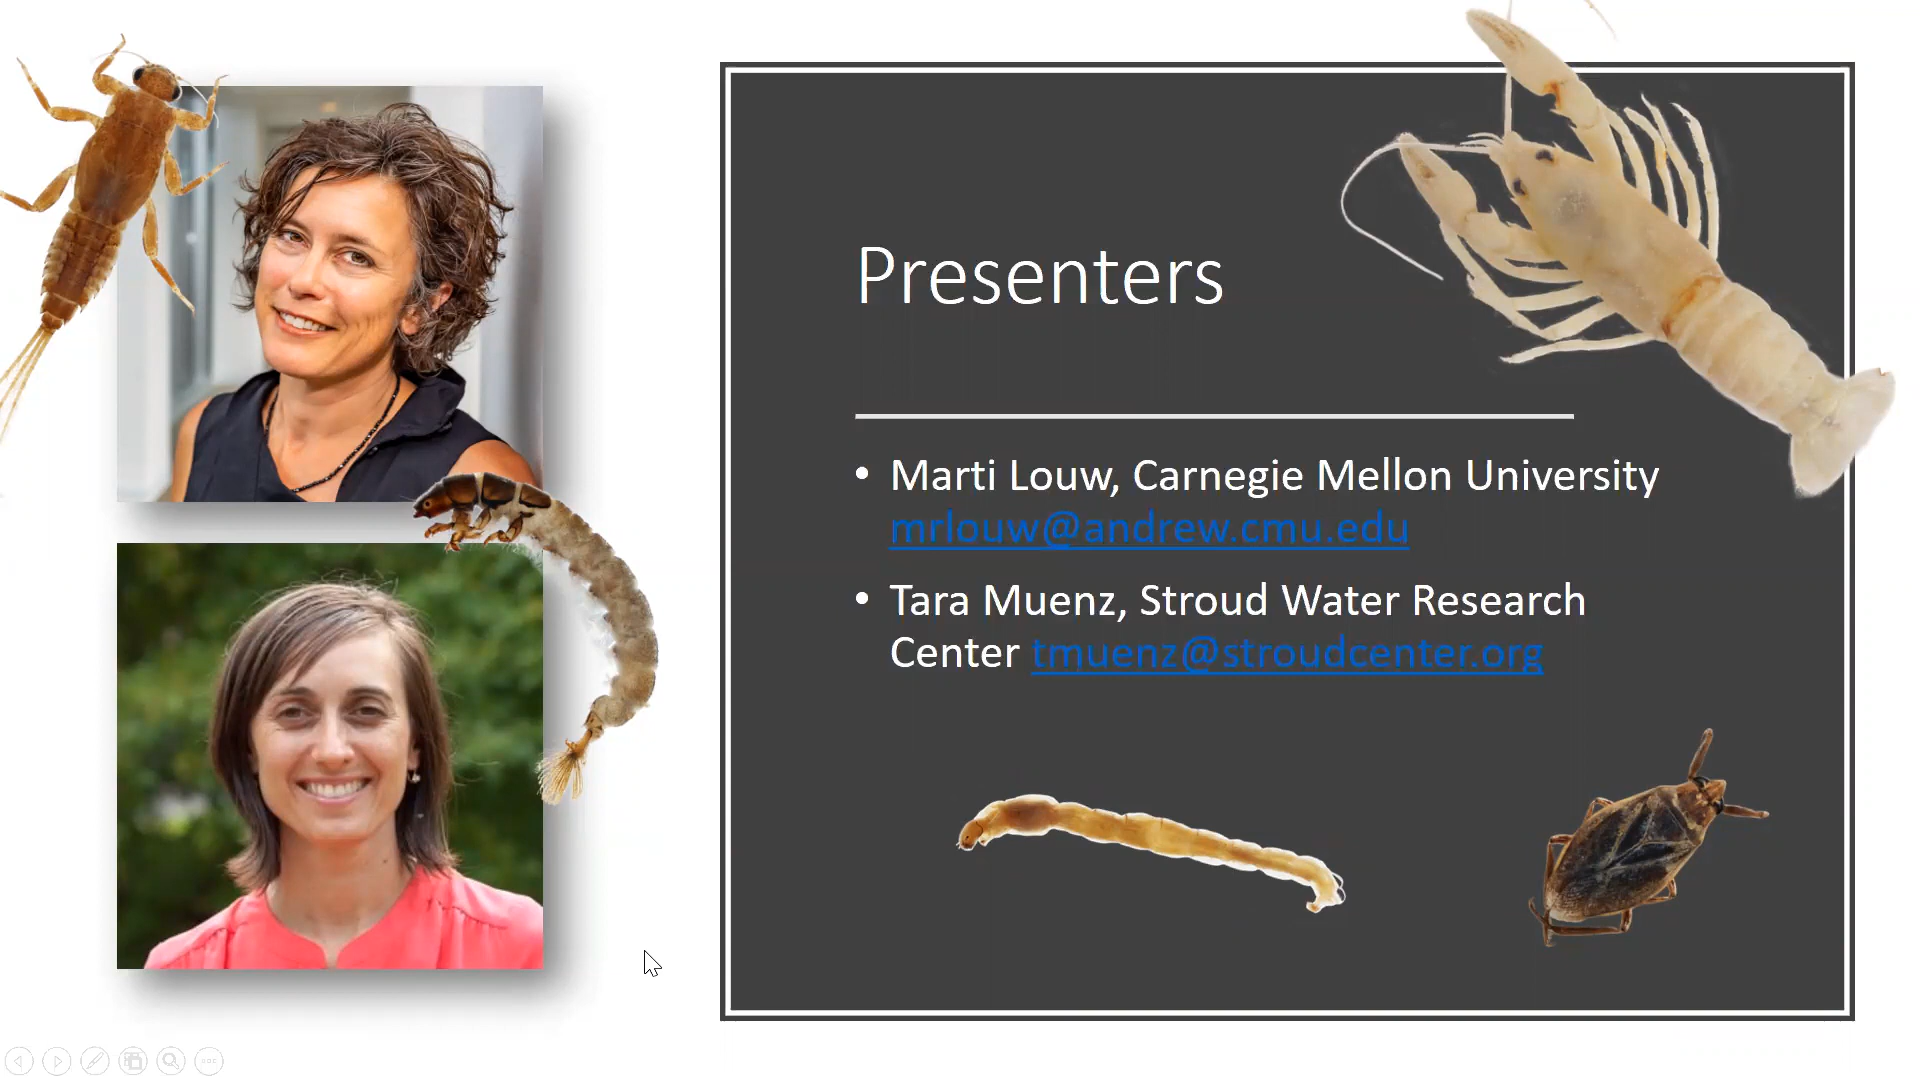 Presenters
• Marti Louw, Carnegie Mellon University
mrlouw@andrew.cmu.edu
• Tara Muenz, Stroud Water Research
Center tmuenz@stroudcenter.org